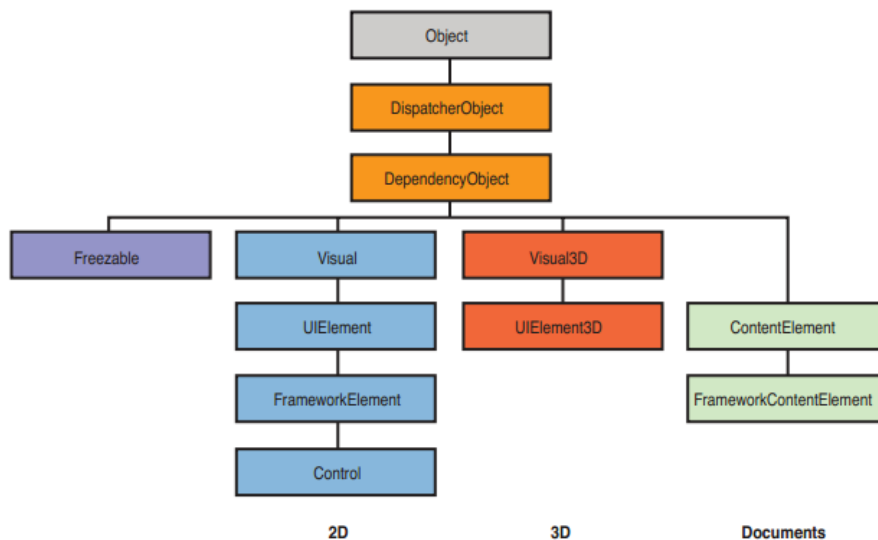 Object
DispatcherObject
DependencyObject
Freezable
Visual
Visual3D
UIElement
UIElement3D
ContentElement
FrameworkElement
FrameworkContentElement
Control
2D
3D
Documents